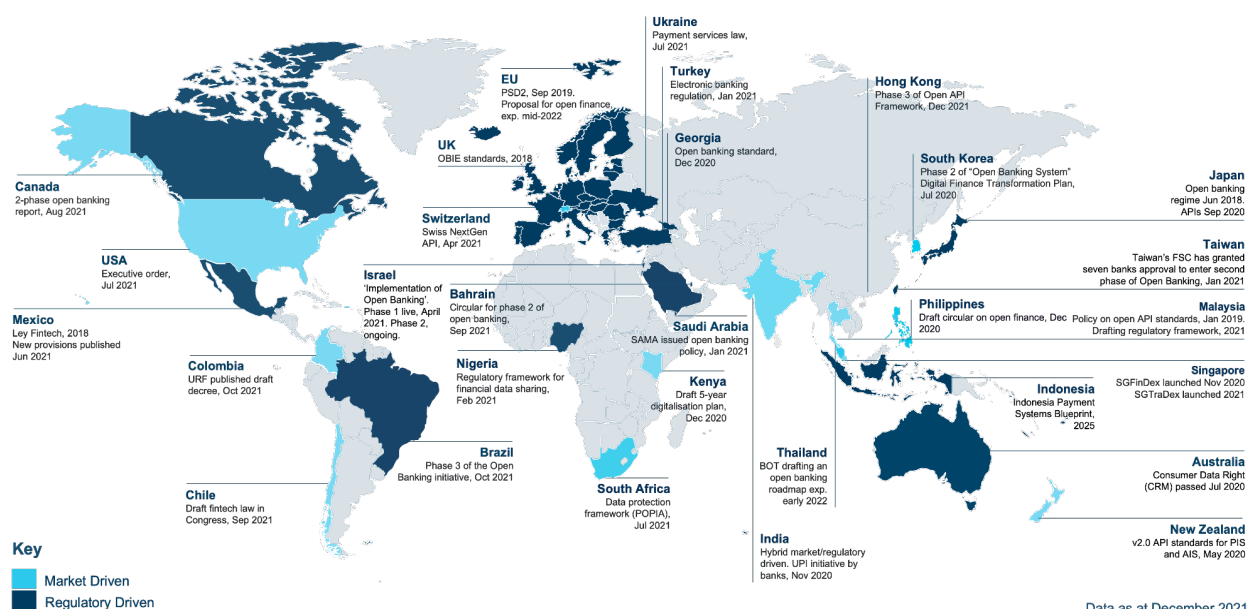 Ukraine
Payment services law,
Jul 2021
EU
PSD2, Sep 2019.
Proposal for open finance,
exp. mid-2022
Turkey
Electronic banking
regulation, Jan 2021
Hong Kong
Phase 3 of Open API
Framework, Dec 2021
UK
OBIE standards, 2018
Georgia
Open banking standard,
Dec 2020
South Korea
Phase 2 of "Open Banking System"
Digital Finance Transformation Plan,
Jul 2020
Japan
Open banking
regime Jun 2018.
APIs Sep 2020
Canada
2-phase open banking
report, Aug 2021
Switzerland
Swiss NextGen
API, Apr 2021
Taiwan
Taiwan's FSC has granted
seven banks approval to enter second
phase of Open Banking, Jan 2021
USA
Executive order,
Jul 2021
Israel
‘Implementation of
Open Banking’.
Phase 1 live, April
2021. Phase 2,
ongoing.
Bahrain
Circular for phase 2 of
open banking,
Sep 2021
Philippines
Draft circular on open finance, Dec
2020
Malaysia
Policy on open API standards, Jan 2019.
Drafting regulatory framework, 2021
Mexico
Ley Fintech, 2018
New provisions published
Jun 2021
Saudi Arabia
SAMA issued open banking
policy, Jan 2021
Colombia
URF published draft
decree, Oct 2021
Nigeria
Regulatory framework for
financial data sharing,
Feb 2021
Kenya
Draft 5-year
digitalisation plan,
Dec 2020
Singapore
SGFinDex launched Nov 2020
SGTraDex launched 2021
Indonesia
Indonesia Payment
Systems Blueprint,
2025
Brazil
Phase 3 of the Open
Banking initiative, Oct 2021
Thailand
BOT drafting an
open banking
roadmap exp.
early 2022
Australia
Consumer Data Right
(CRM) passed Jul 2020
Chile
Draft fintech law in
Congress, Sep 2021
South Africa
Data protection
framework (POPIA),
Jul 2021
India
Hybrid market/regulatory
driven. UPI initiative by
banks, Nov 2020
New Zealand
v2.0 API standards for PIS
and AIS, May 2020
Key
Market Driven
Regulatory Driven
Data as at December 2021